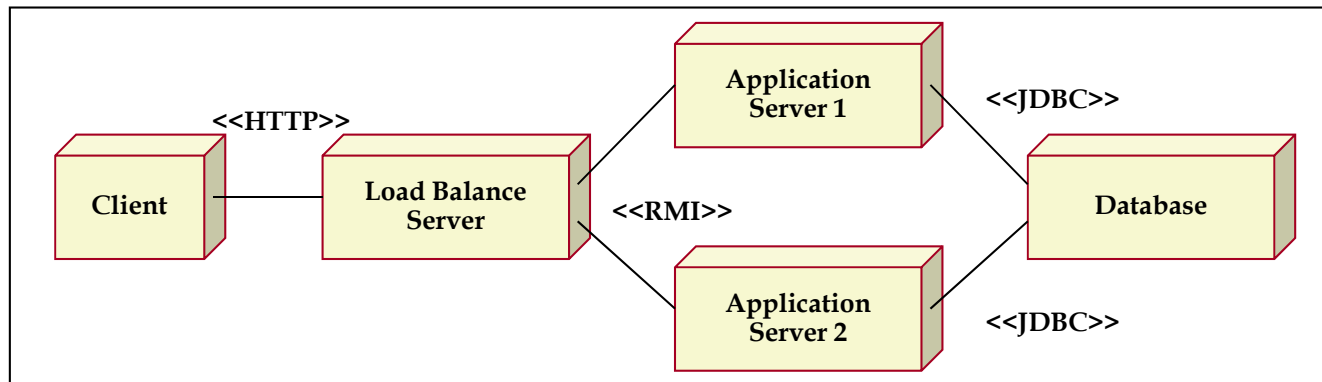 <<HTTP>>
Client
Load Balance
Server
<<RMI>>
Application
Server 1
Application
Server 2
<<JDBC>>
<<JDBC>>
Database